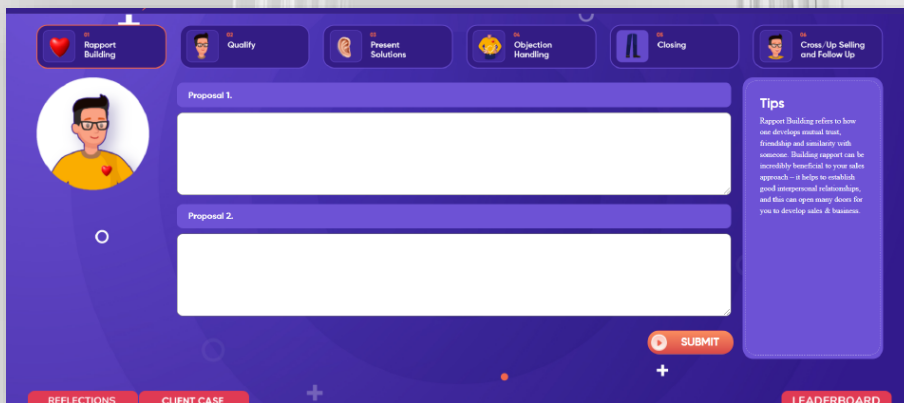 01
Rapport
Building
02
Qualify
03
Present
Solutions
04
Objection
Handling
05
Closing
06
Cross/Up Selling
and Follow Up
Proposal 1.
Proposal 2.
SUBMIT
Tips
Rapport Building refers to how
one develops mutual trust,
friendship and similarity with
someone. Building rapport can be
incredibly beneficial to your sales
approach – it helps to establish
good interpersonal relationships,
and this can open many doors for
you to develop sales & business.
REFLECTIONS
CLIENT CASE
LEADERBOARD